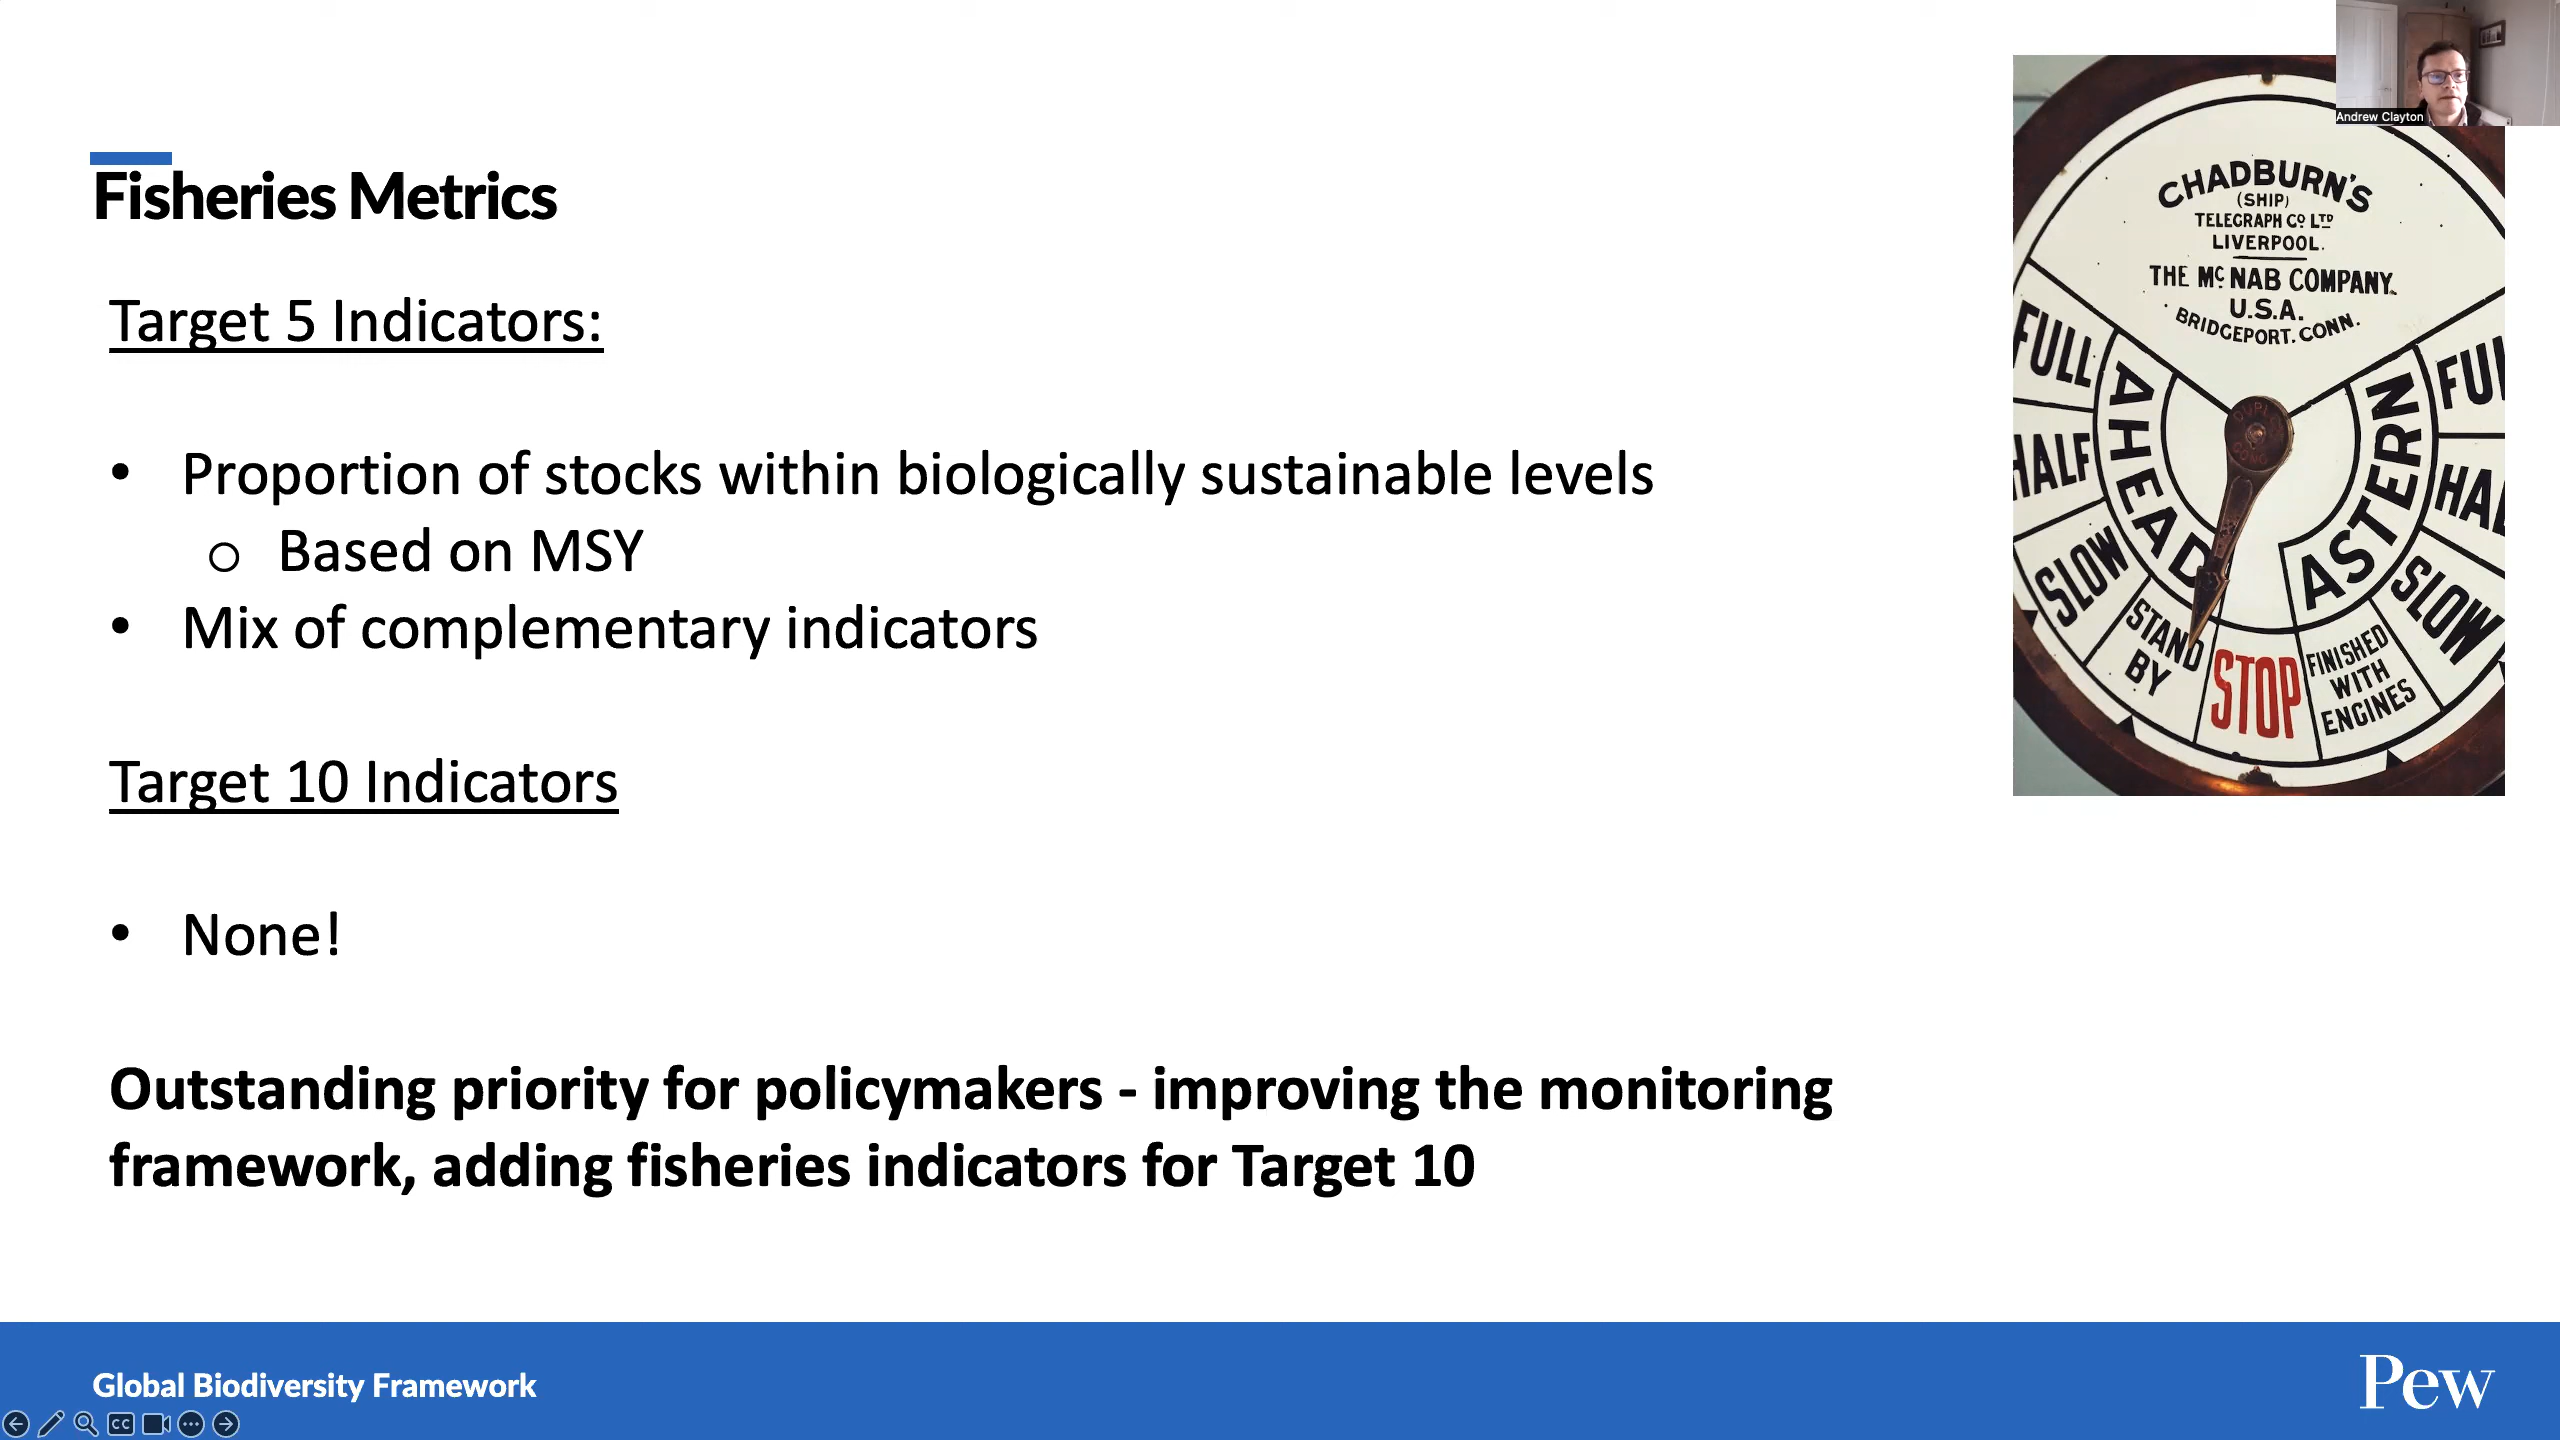 Andrew Clayton
Fisheries Metrics
Target 5 Indicators:
• Proportion of stocks within biologically sustainable levels
o Based on MSY
• Mix of complementary indicators
Target 10 Indicators
• None!
Outstanding priority for policymakers - improving the monitoring
framework, adding fisheries indicators for Target 10
CHADBURN'S
(SHIP)
TELEGRAPH Cº LTD
LIVERPOOL.
THE Mc NAB COMPANY.
U.S.A.
BRIDGEPORT. CONN.
FULL
HALF
SLOW
AHEAD
STAND
BY
STOP
FINISHED
WITH
ENGINES
ASTERN
SLOW
HAL
FUL
Global Biodiversity Framework
Pew
CC